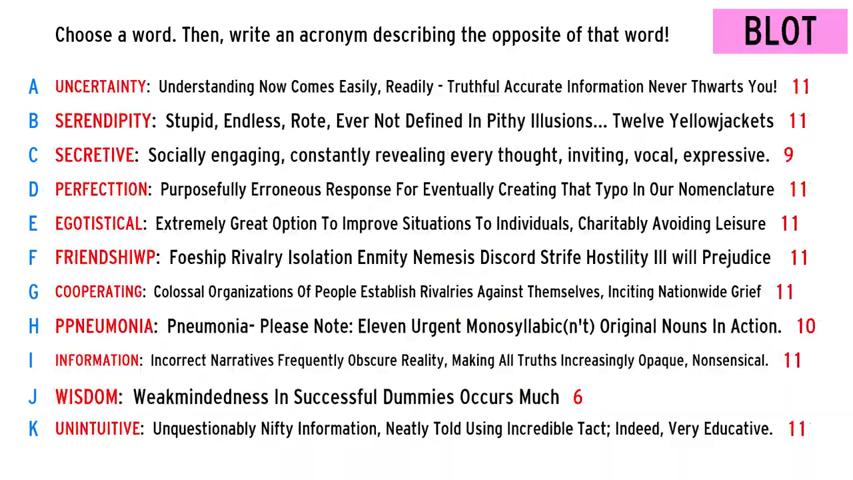 Choose a word. Then, write an acronym describing the opposite of that word!
BLOT
A UNCERTAINTY: Understanding Now Comes Easily, Readily - Truthful Accurate Information Never Thwarts You! 11
B SERENDIPITY: Stupid, Endless, Rote, Ever Not Defined In Pithy Illusions... Twelve Yellowjackets 11
C SECRETIVE: Socially engaging, constantly revealing every thought, inviting, vocal, expressive. 9
D PERFECTTION: Purposefully Erroneous Response For Eventually Creating That Typo In Our Nomenclature 11
E EGOTISTICAL: Extremely Great Option To Improve Situations To Individuals, Charitably Avoiding Leisure 11
F FRIENDSHIWP: Foeship Rivalry Isolation Enmity Nemesis Discord Strife Hostility Ill will Prejudice 11
G COOPERATING: Colossal Organizations Of People Establish Rivalries Against Themselves, Inciting Nationwide Grief 11
H PPNEUMONIA: Pneumonia- Please Note: Eleven Urgent Monosyllabic(n't) Original Nouns In Action. 10
I INFORMATION: Incorrect Narratives Frequently Obscure Reality, Making All Truths Increasingly Opaque, Nonsensical. 11
J WISDOM: Weakmindedness In Successful Dummies Occurs Much 6
K UNINTUITIVE: Unquestionably Nifty Information, Neatly Told Using Incredible Tact; Indeed, Very Educative. 11